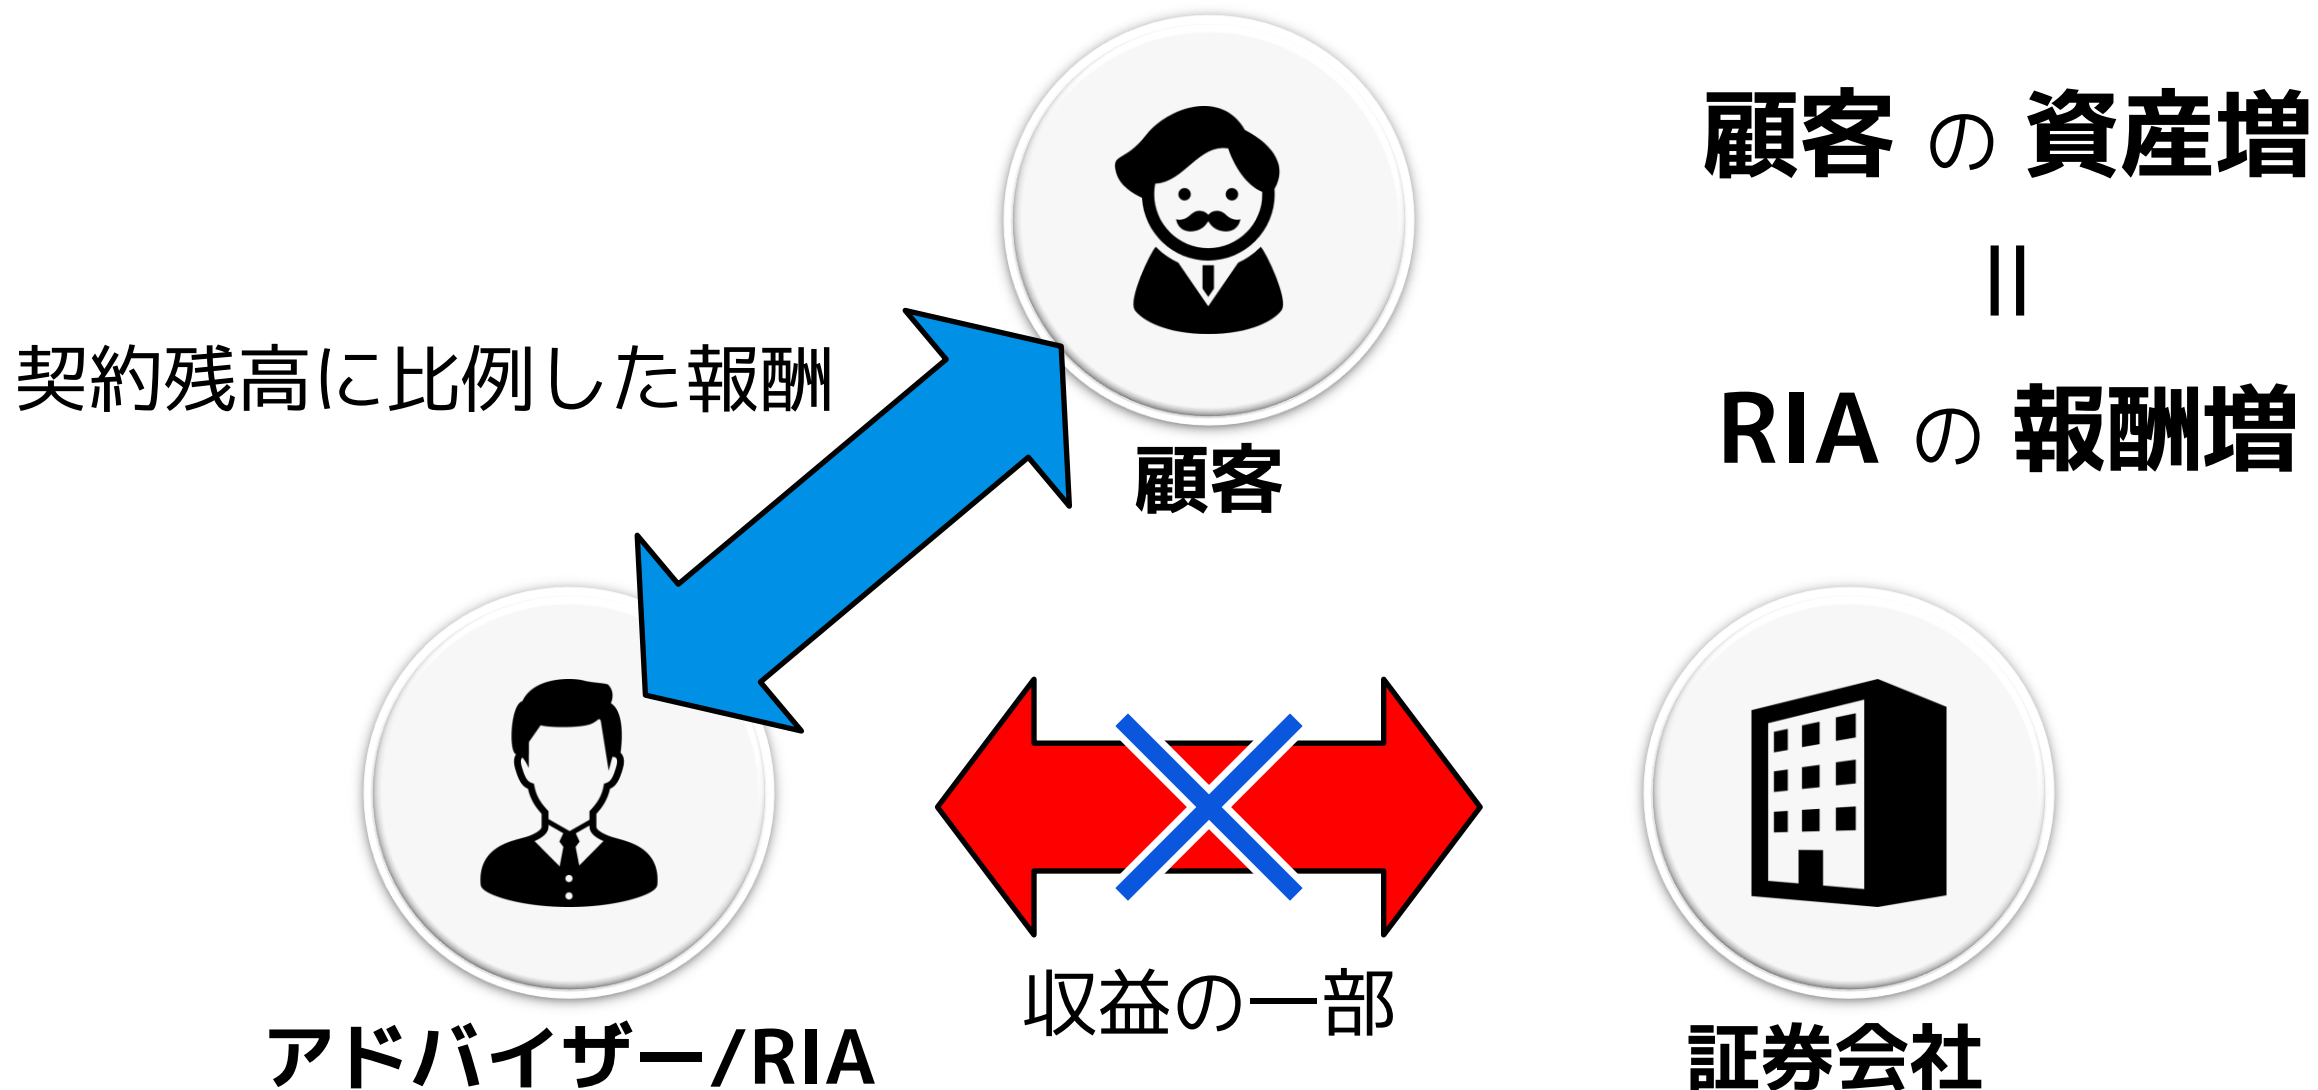 顧客 の 資産増
||
RIA の 報酬増
契約残高に比例した報酬
顧客
収益の一部
アドバイザー/RIA
証券会社